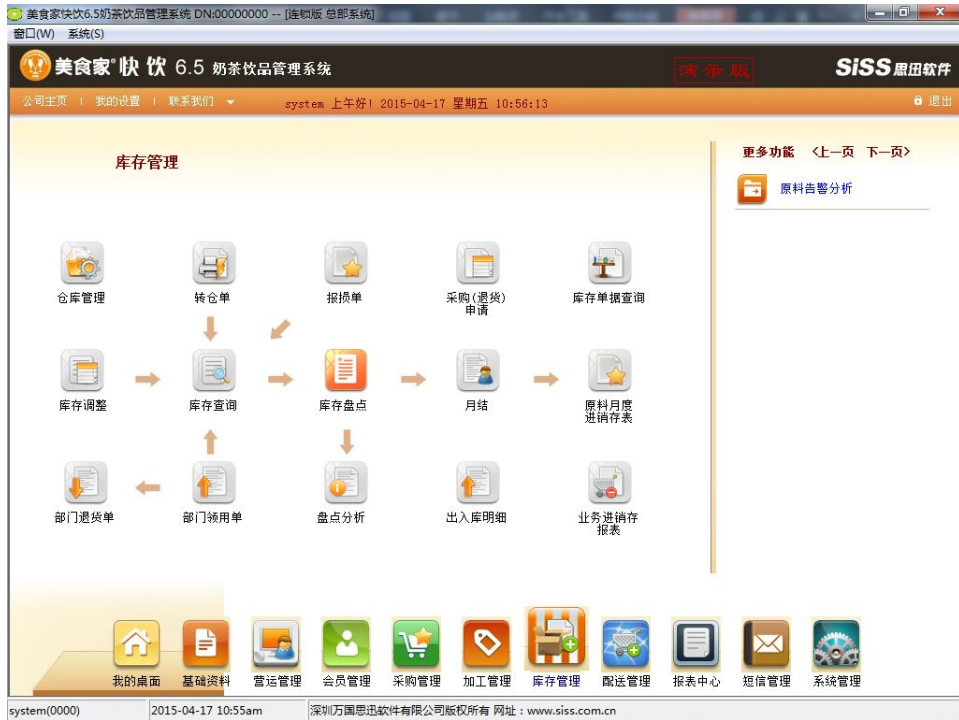 美食家快饮6.5奶茶饮品管理系统 DN:00000000 -- [连锁版 总部系统]
窗口(W) 系统(S)
美食家® 快饮 6.5 奶茶饮品管理系统 演示版 SiSS 思迅软件
公司主页 | 我的设置 | 联系我们 system 上午好! 2015-04-17 星期五 10:56:13 退出
库存管理
更多功能 <上一页 下一页>
原料告警分析
仓库管理 转仓单 报损单 采购(退货)申请 库存单据查询
库存调整 库存查询 库存盘点 月结 原料月度进销存表
部门退货单 部门领用单 盘点分析 出入库明细 业务进销存报表
我的桌面 基础资料 营运管理 会员管理 采购管理 加工管理 库存管理 配送管理 报表中心 短信管理 系统管理
system(0000) 2015-04-17 10:55am 深圳万国思迅软件有限公司版权所有 网址 : www.siss.com.cn